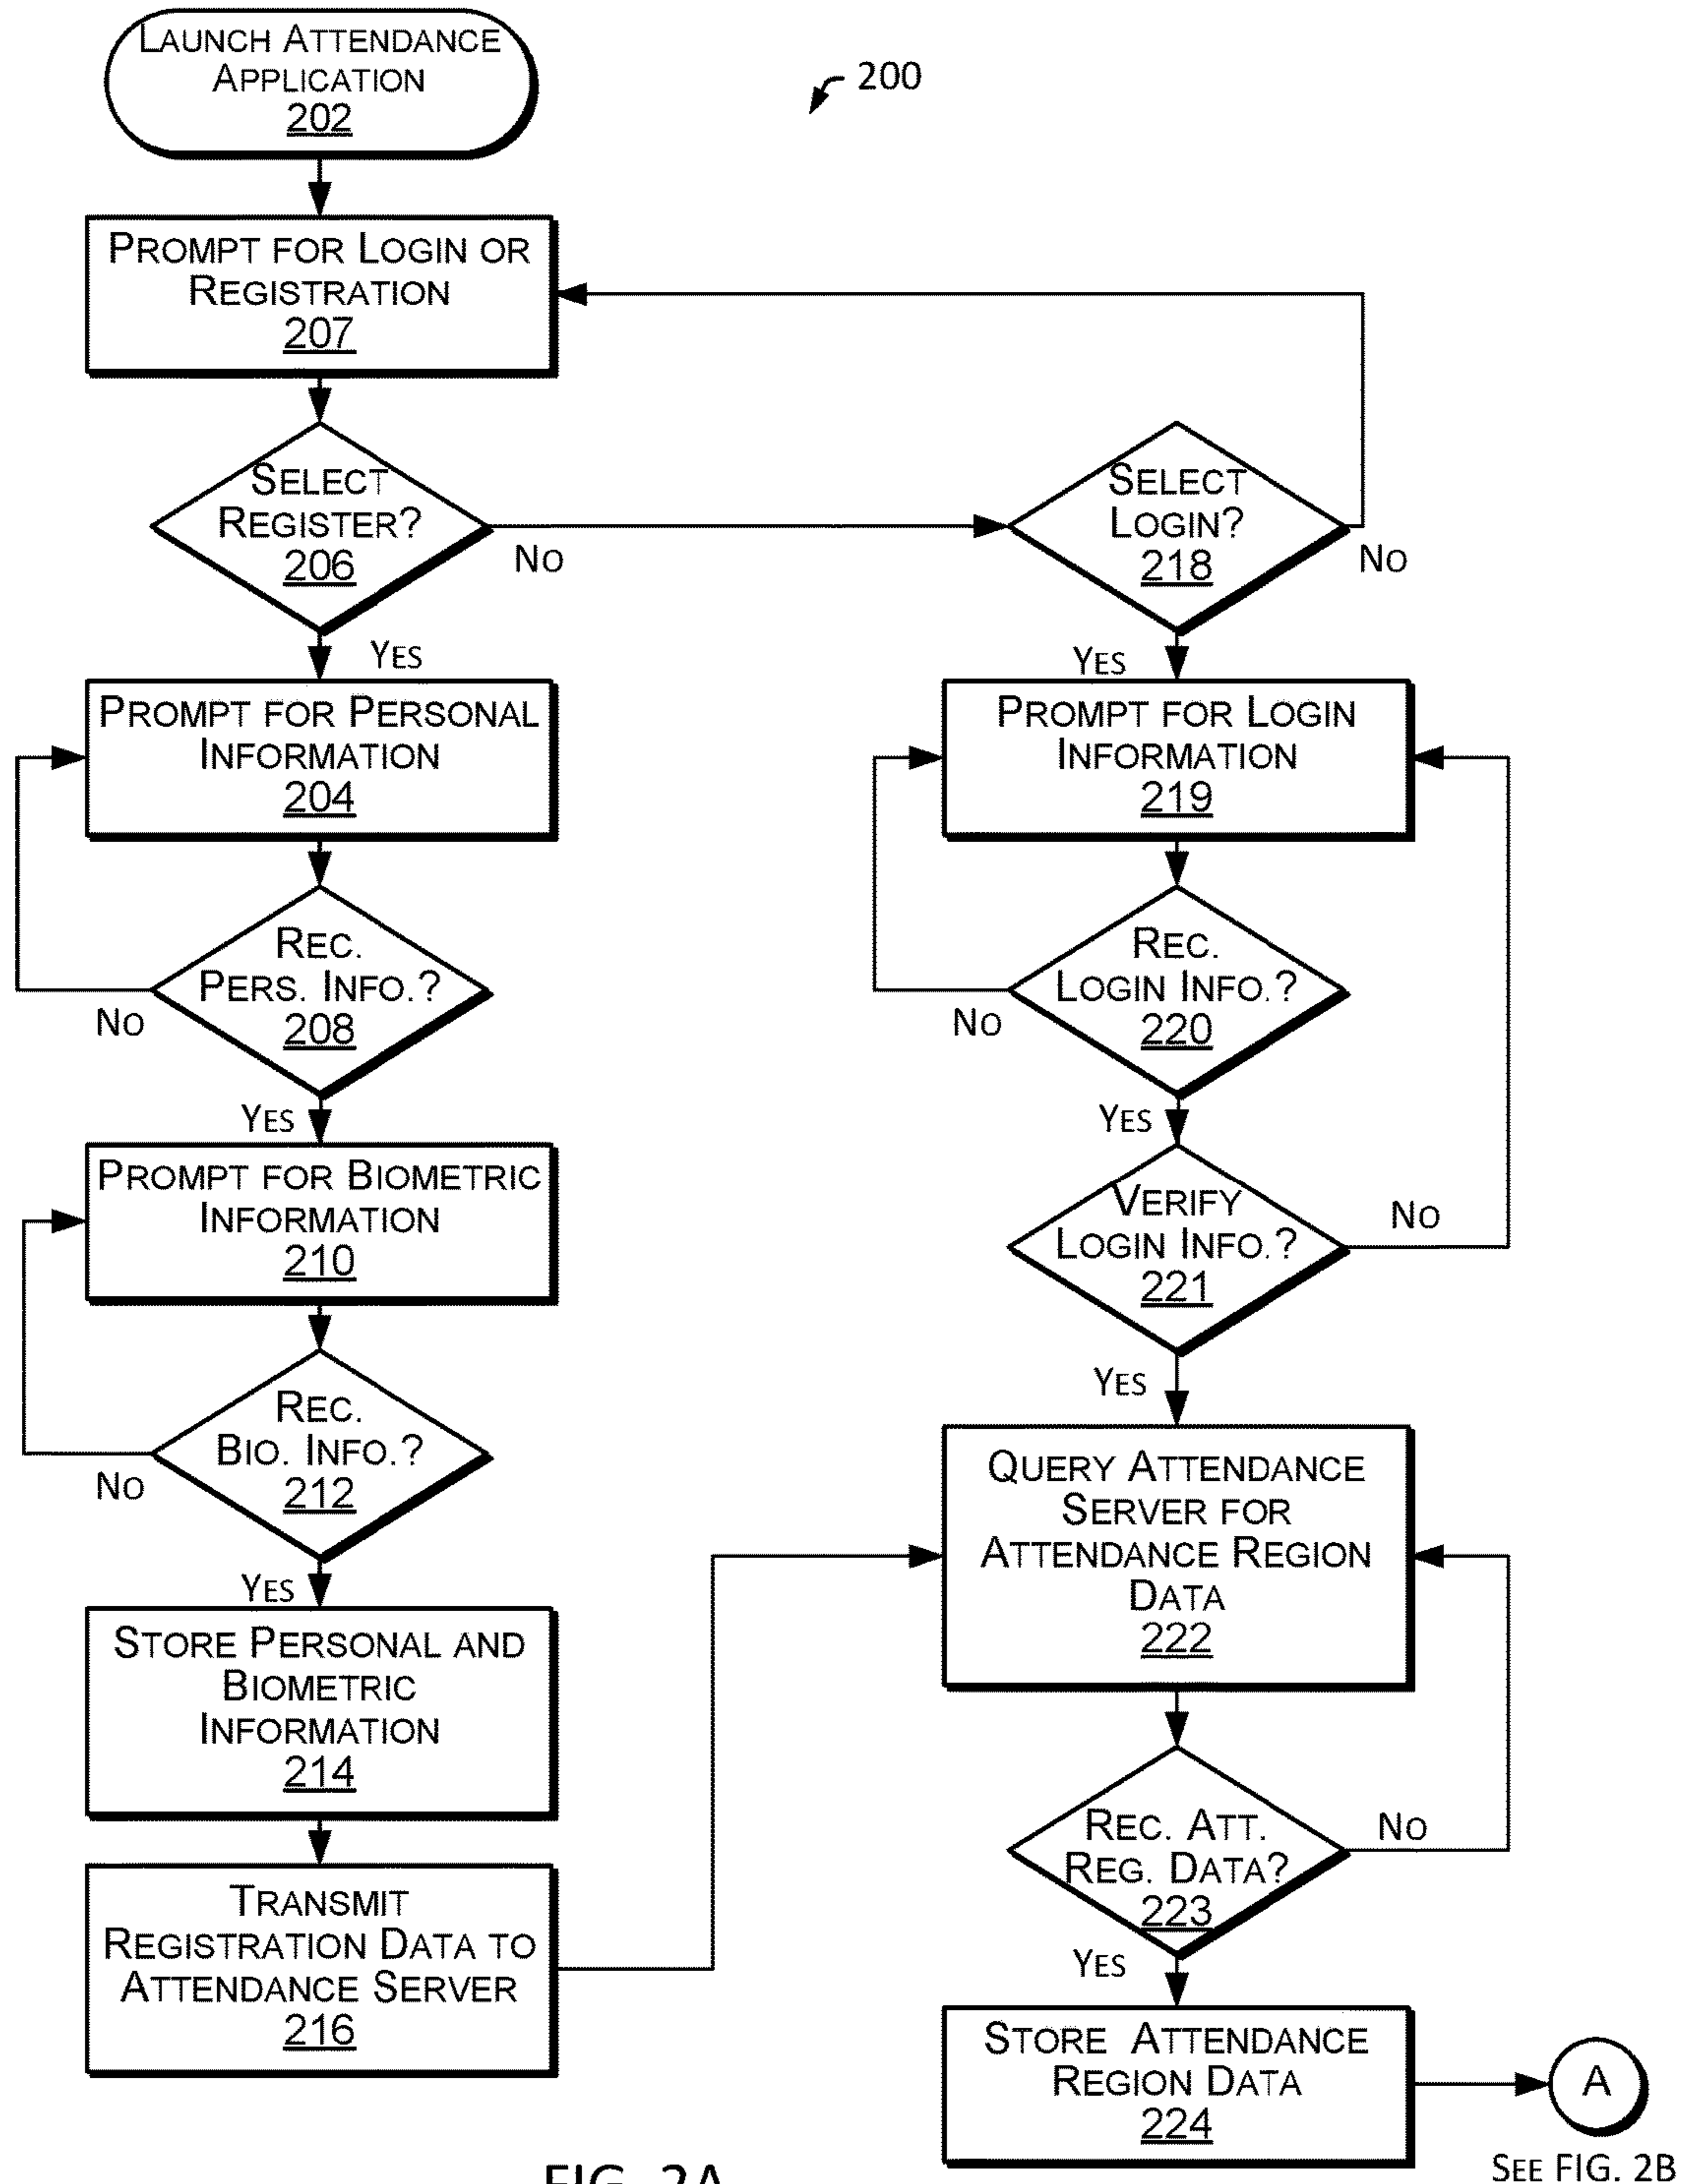 LAUNCH ATTENDANCE
APPLICATION
202
200
PROMPT FOR LOGIN OR
REGISTRATION
207
SELECT
REGISTER?
206
NO
YES
SELECT
LOGIN?
218
NO
YES
PROMPT FOR PERSONAL
INFORMATION
204
REC.
PERS. INFO.?
208
NO
YES
PROMPT FOR BIOMETRIC
INFORMATION
210
REC.
BIO. INFO.?
212
NO
YES
STORE PERSONAL AND
BIOMETRIC
INFORMATION
214
TRANSMIT
REGISTRATION DATA TO
ATTENDANCE SERVER
216
PROMPT FOR LOGIN
INFORMATION
219
REC.
LOGIN INFO.?
220
NO
YES
VERIFY
LOGIN INFO.?
221
NO
YES
QUERY ATTENDANCE
SERVER FOR
ATTENDANCE REGION
DATA
222
REC. ATT.
REG. DATA?
223
NO
YES
STORE ATTENDANCE
REGION DATA
224
A
SEE FIG. 2B
FIG. 2A